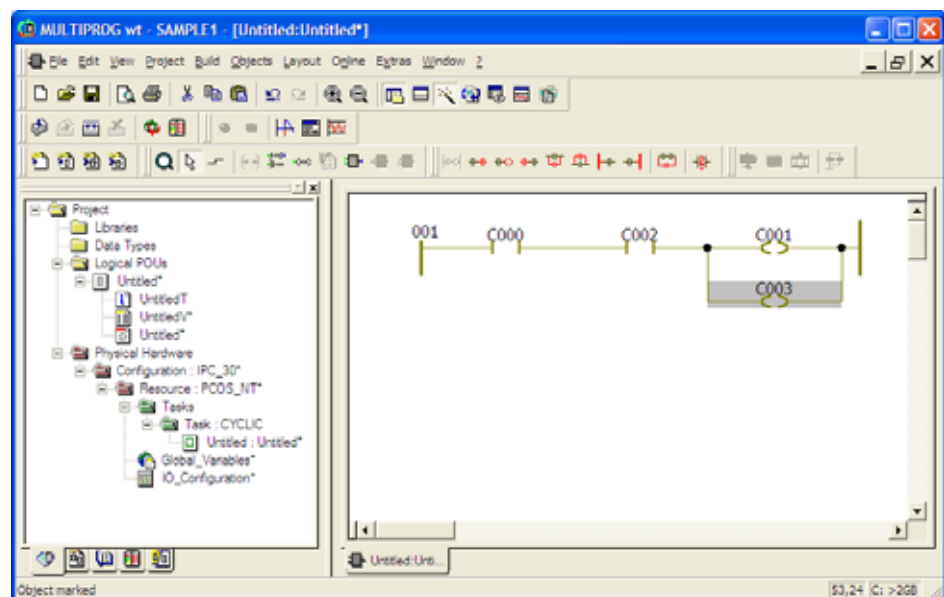 MULTIPROG wt - SAMPLE1 - [Untitled:Untitled*]
File Edit View Project Build Objects Layout Online Extras Window ?
Project
Libraries
Data Types
Logical POUs
Untitled*
UntitledT
UntitledV*
Untitled*
Physical Hardware
Configuration : IPC_30*
Resource : PCOS_NT*
Tasks
Task : CYCLIC
Untitled : Untitled*
Global_Variables*
IO_Configuration*
001 C000 C002 C001
C003
Untitled:Unti...
Object marked 53,24 C: >2GB